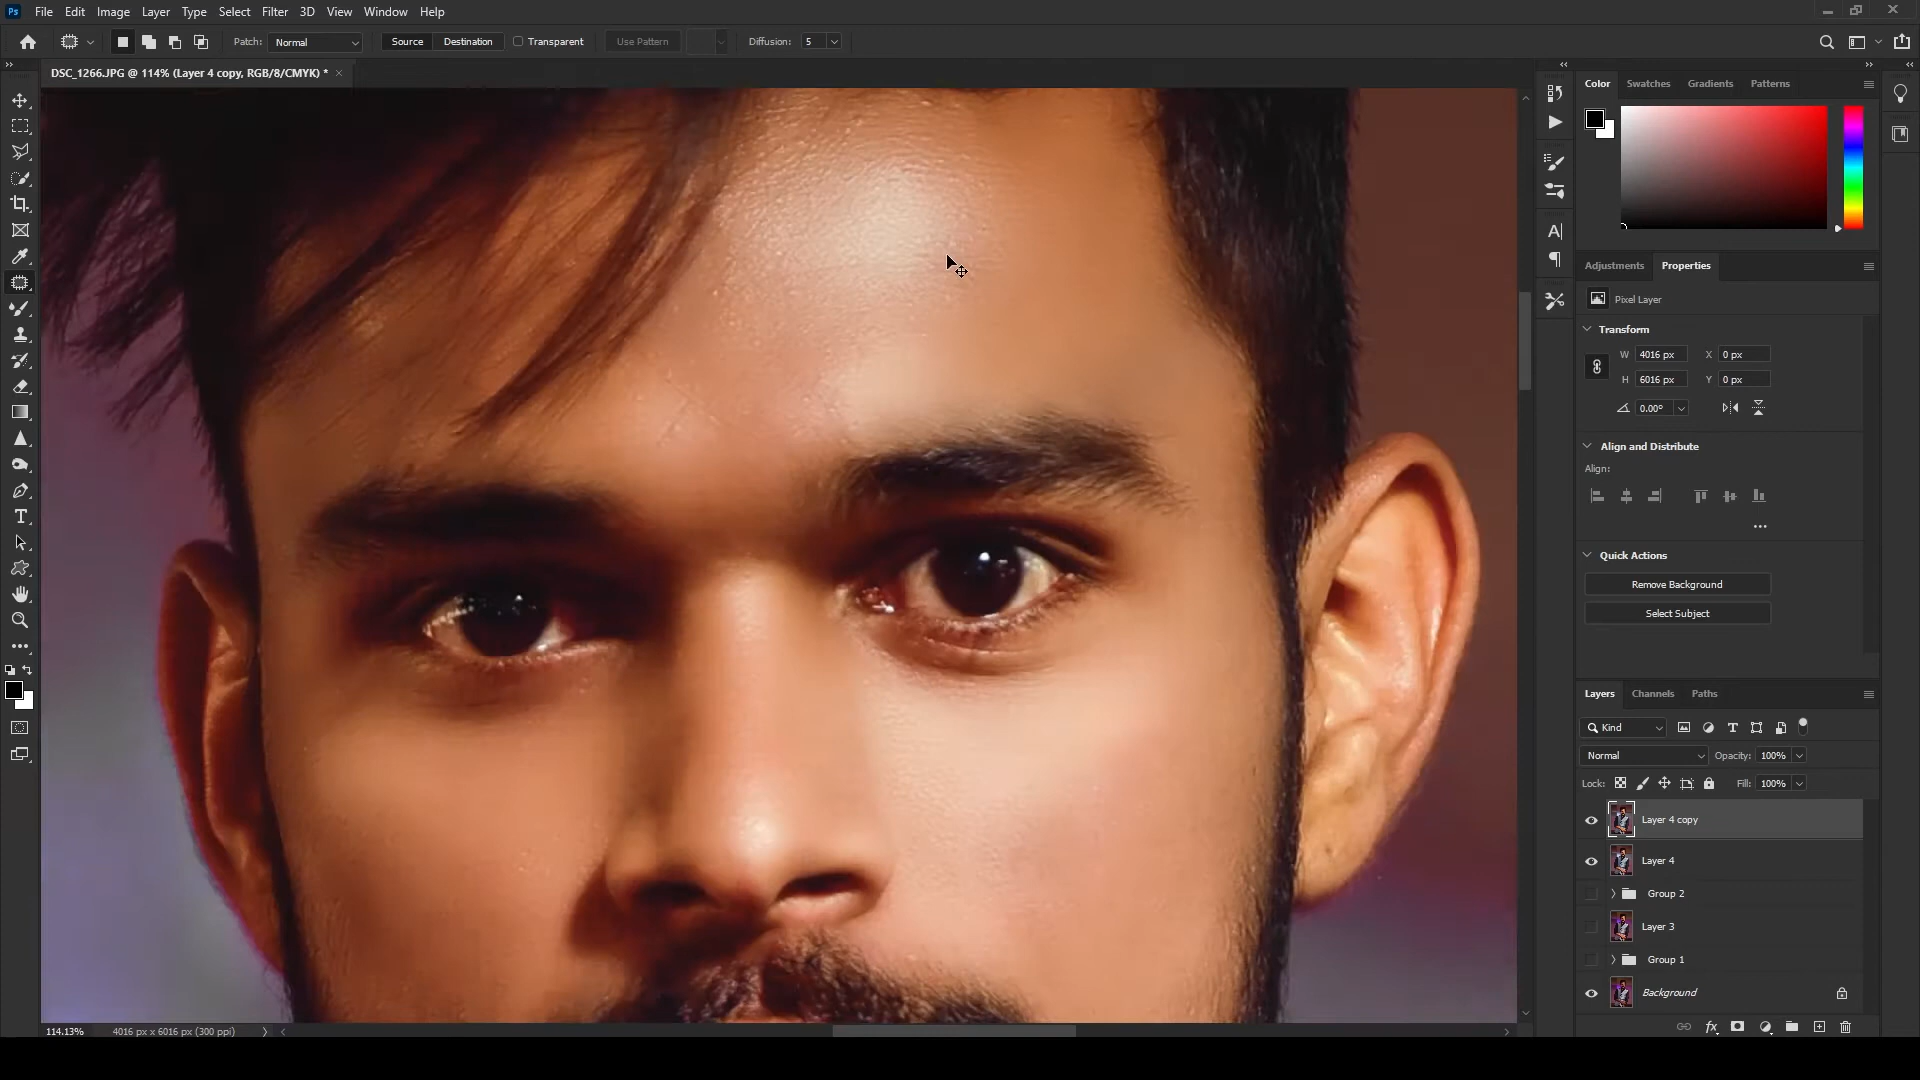 Ps File Edit Image Layer Type Select Filter 3D View Window Help
Patch: Normal Source Destination Transparent Use Pattern Diffusion: 5
DSC_1266.JPG @ 114% (Layer 4 copy, RGB/8/CMYK) * ×
Color Swatches Gradients Patterns
Adjustments Properties
Pixel Layer
Transform
W 4016 px X 0 px
H 6016 px Y 0 px
0.00°
Align and Distribute
Align:
Quick Actions
Remove Background
Select Subject
Layers Channels Paths
Kind
Normal Opacity: 100%
Lock: Fill: 100%
Layer 4 copy
Layer 4
Group 2
Layer 3
Group 1
Background
114.13% 4016 px x 6016 px (300 ppi)